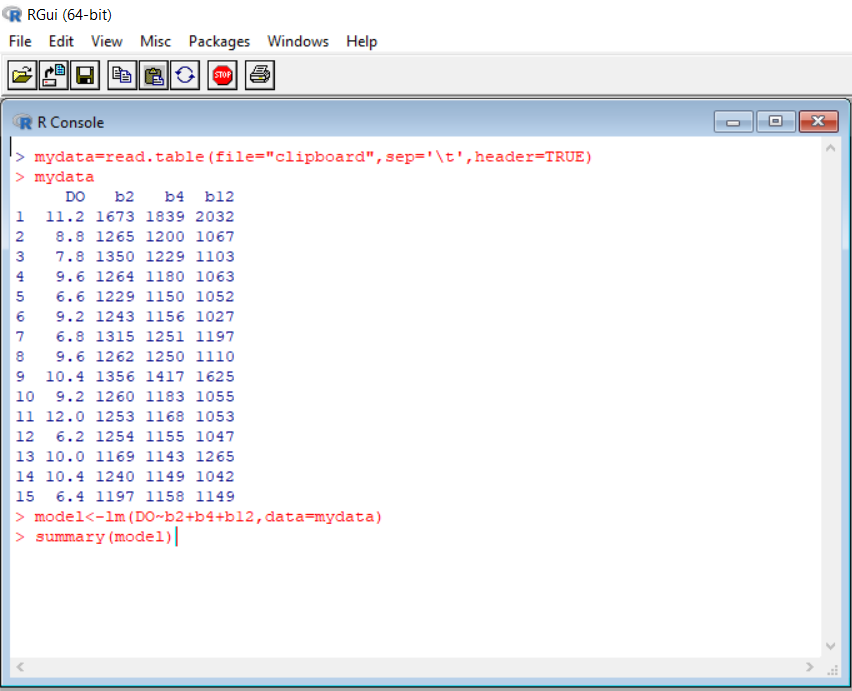 RGui (64-bit)
File Edit View Misc Packages Windows Help
STOP
R Console
> mydata=read.table(file="clipboard",sep='\t',header=TRUE)
> mydata
     DO   b2   b4  b12
1  11.2 1673 1839 2032
2   8.8 1265 1200 1067
3   7.8 1350 1229 1103
4   9.6 1264 1180 1063
5   6.6 1229 1150 1052
6   9.2 1243 1156 1027
7   6.8 1315 1251 1197
8   9.6 1262 1250 1110
9  10.4 1356 1417 1625
10  9.2 1260 1183 1055
11 12.0 1253 1168 1053
12  6.2 1254 1155 1047
13 10.0 1169 1143 1265
14 10.4 1240 1149 1042
15  6.4 1197 1158 1149
> model<-lm(DO~b2+b4+b12,data=mydata)
> summary(model)